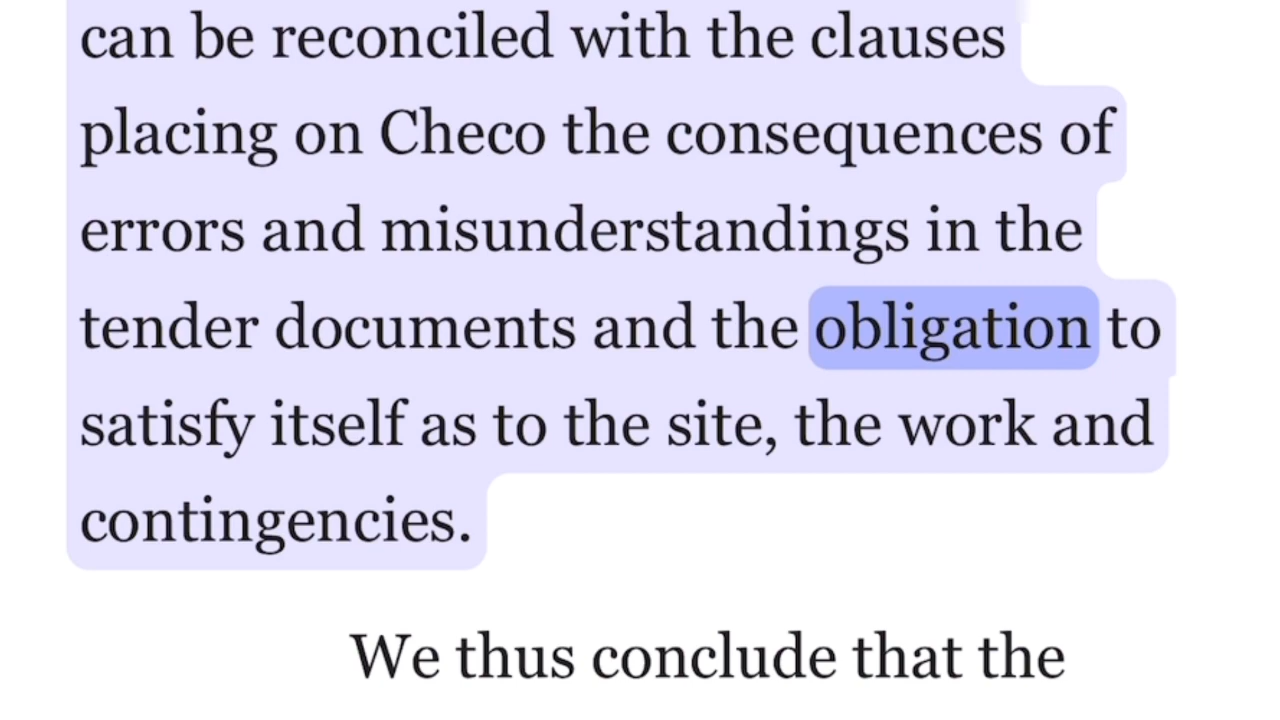 can be reconciled with the clauses
placing on Checo the consequences of
errors and misunderstandings in the
tender documents and the obligation to
satisfy itself as to the site, the work and
contingencies.
We thus conclude that the